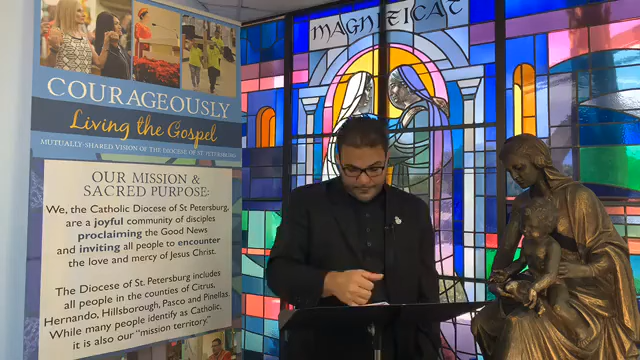 MAGNIFICAT
COURAGEOUSLY
Living the Gospel
MUTUALLY-SHARED VISION OF THE DIOCESE OF ST. PETERSBURG
OUR MISSION &
SACRED PURPOSE:
We, the Catholic Diocese of St Petersburg,
are a joyful community of disciples
proclaiming the Good News
and inviting all people to encounter
the love and mercy of Jesus Christ.
The Diocese of St. Petersburg includes
all people in the counties of Citrus,
Hernando, Hillsborough, Pasco and Pinellas.
While many people identify as Catholic,
it is also our "mission territory".